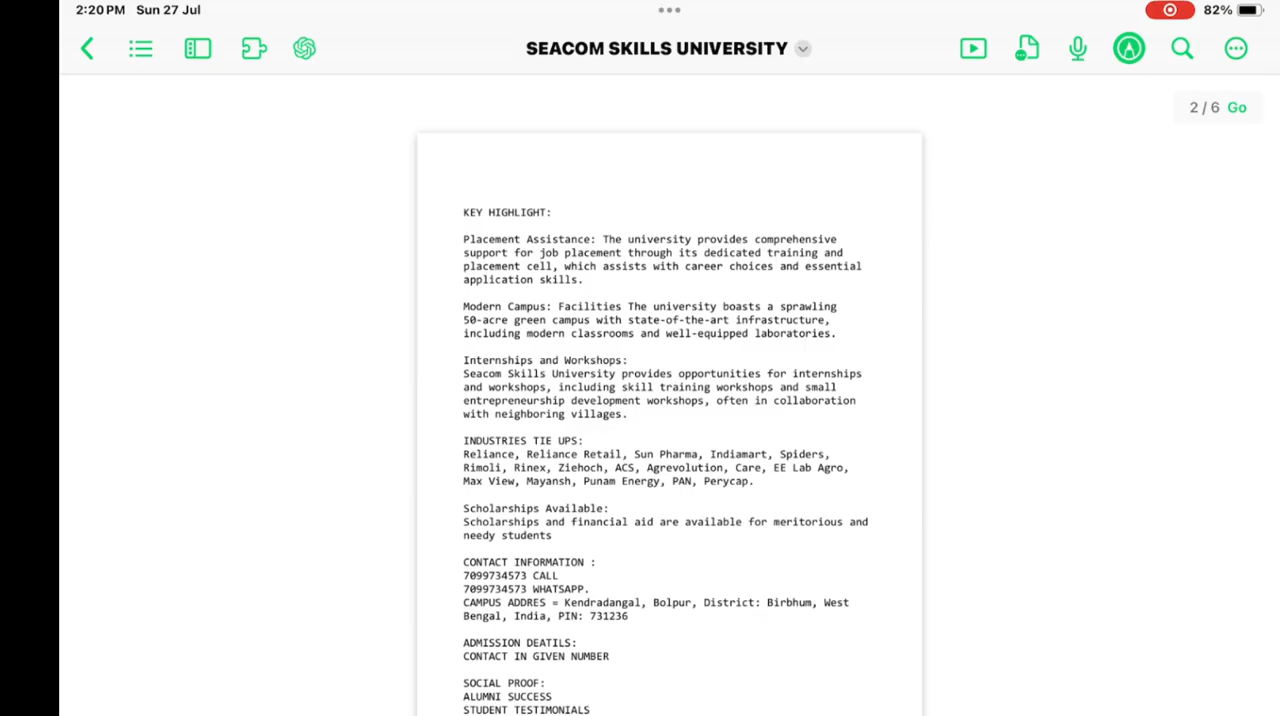 2:20 PM Sun 27 Jul
82%
SEACOM SKILLS UNIVERSITY
2 / 6 Go
KEY HIGHLIGHT:
Placement Assistance: The university provides comprehensive
support for job placement through its dedicated training and
placement cell, which assists with career choices and essential
application skills.
Modern Campus: Facilities The university boasts a sprawling
50-acre green campus with state-of-the-art infrastructure,
including modern classrooms and well-equipped laboratories.
Internships and Workshops:
Seacom Skills University provides opportunities for internships
and workshops, including skill training workshops and small
entrepreneurship development workshops, often in collaboration
with neighboring villages.
INDUSTRIES TIE UPS:
Reliance, Reliance Retail, Sun Pharma, Indiamart, Spiders,
Rimoli, Rinex, Ziehoch, ACS, Agrevolution, Care, EE Lab Agro,
Max View, Mayansh, Punam Energy, PAN, Perycap.
Scholarships Available:
Scholarships and financial aid are available for meritorious and
needy students
CONTACT INFORMATION :
7099734573 CALL
7099734573 WHATSAPP.
CAMPUS ADDRES = Kendradangal, Bolpur, District: Birbhum, West
Bengal, India, PIN: 731236
ADMISSION DEATILS:
CONTACT IN GIVEN NUMBER
SOCIAL PROOF:
ALUMNI SUCCESS
STUDENT TESTIMONIALS